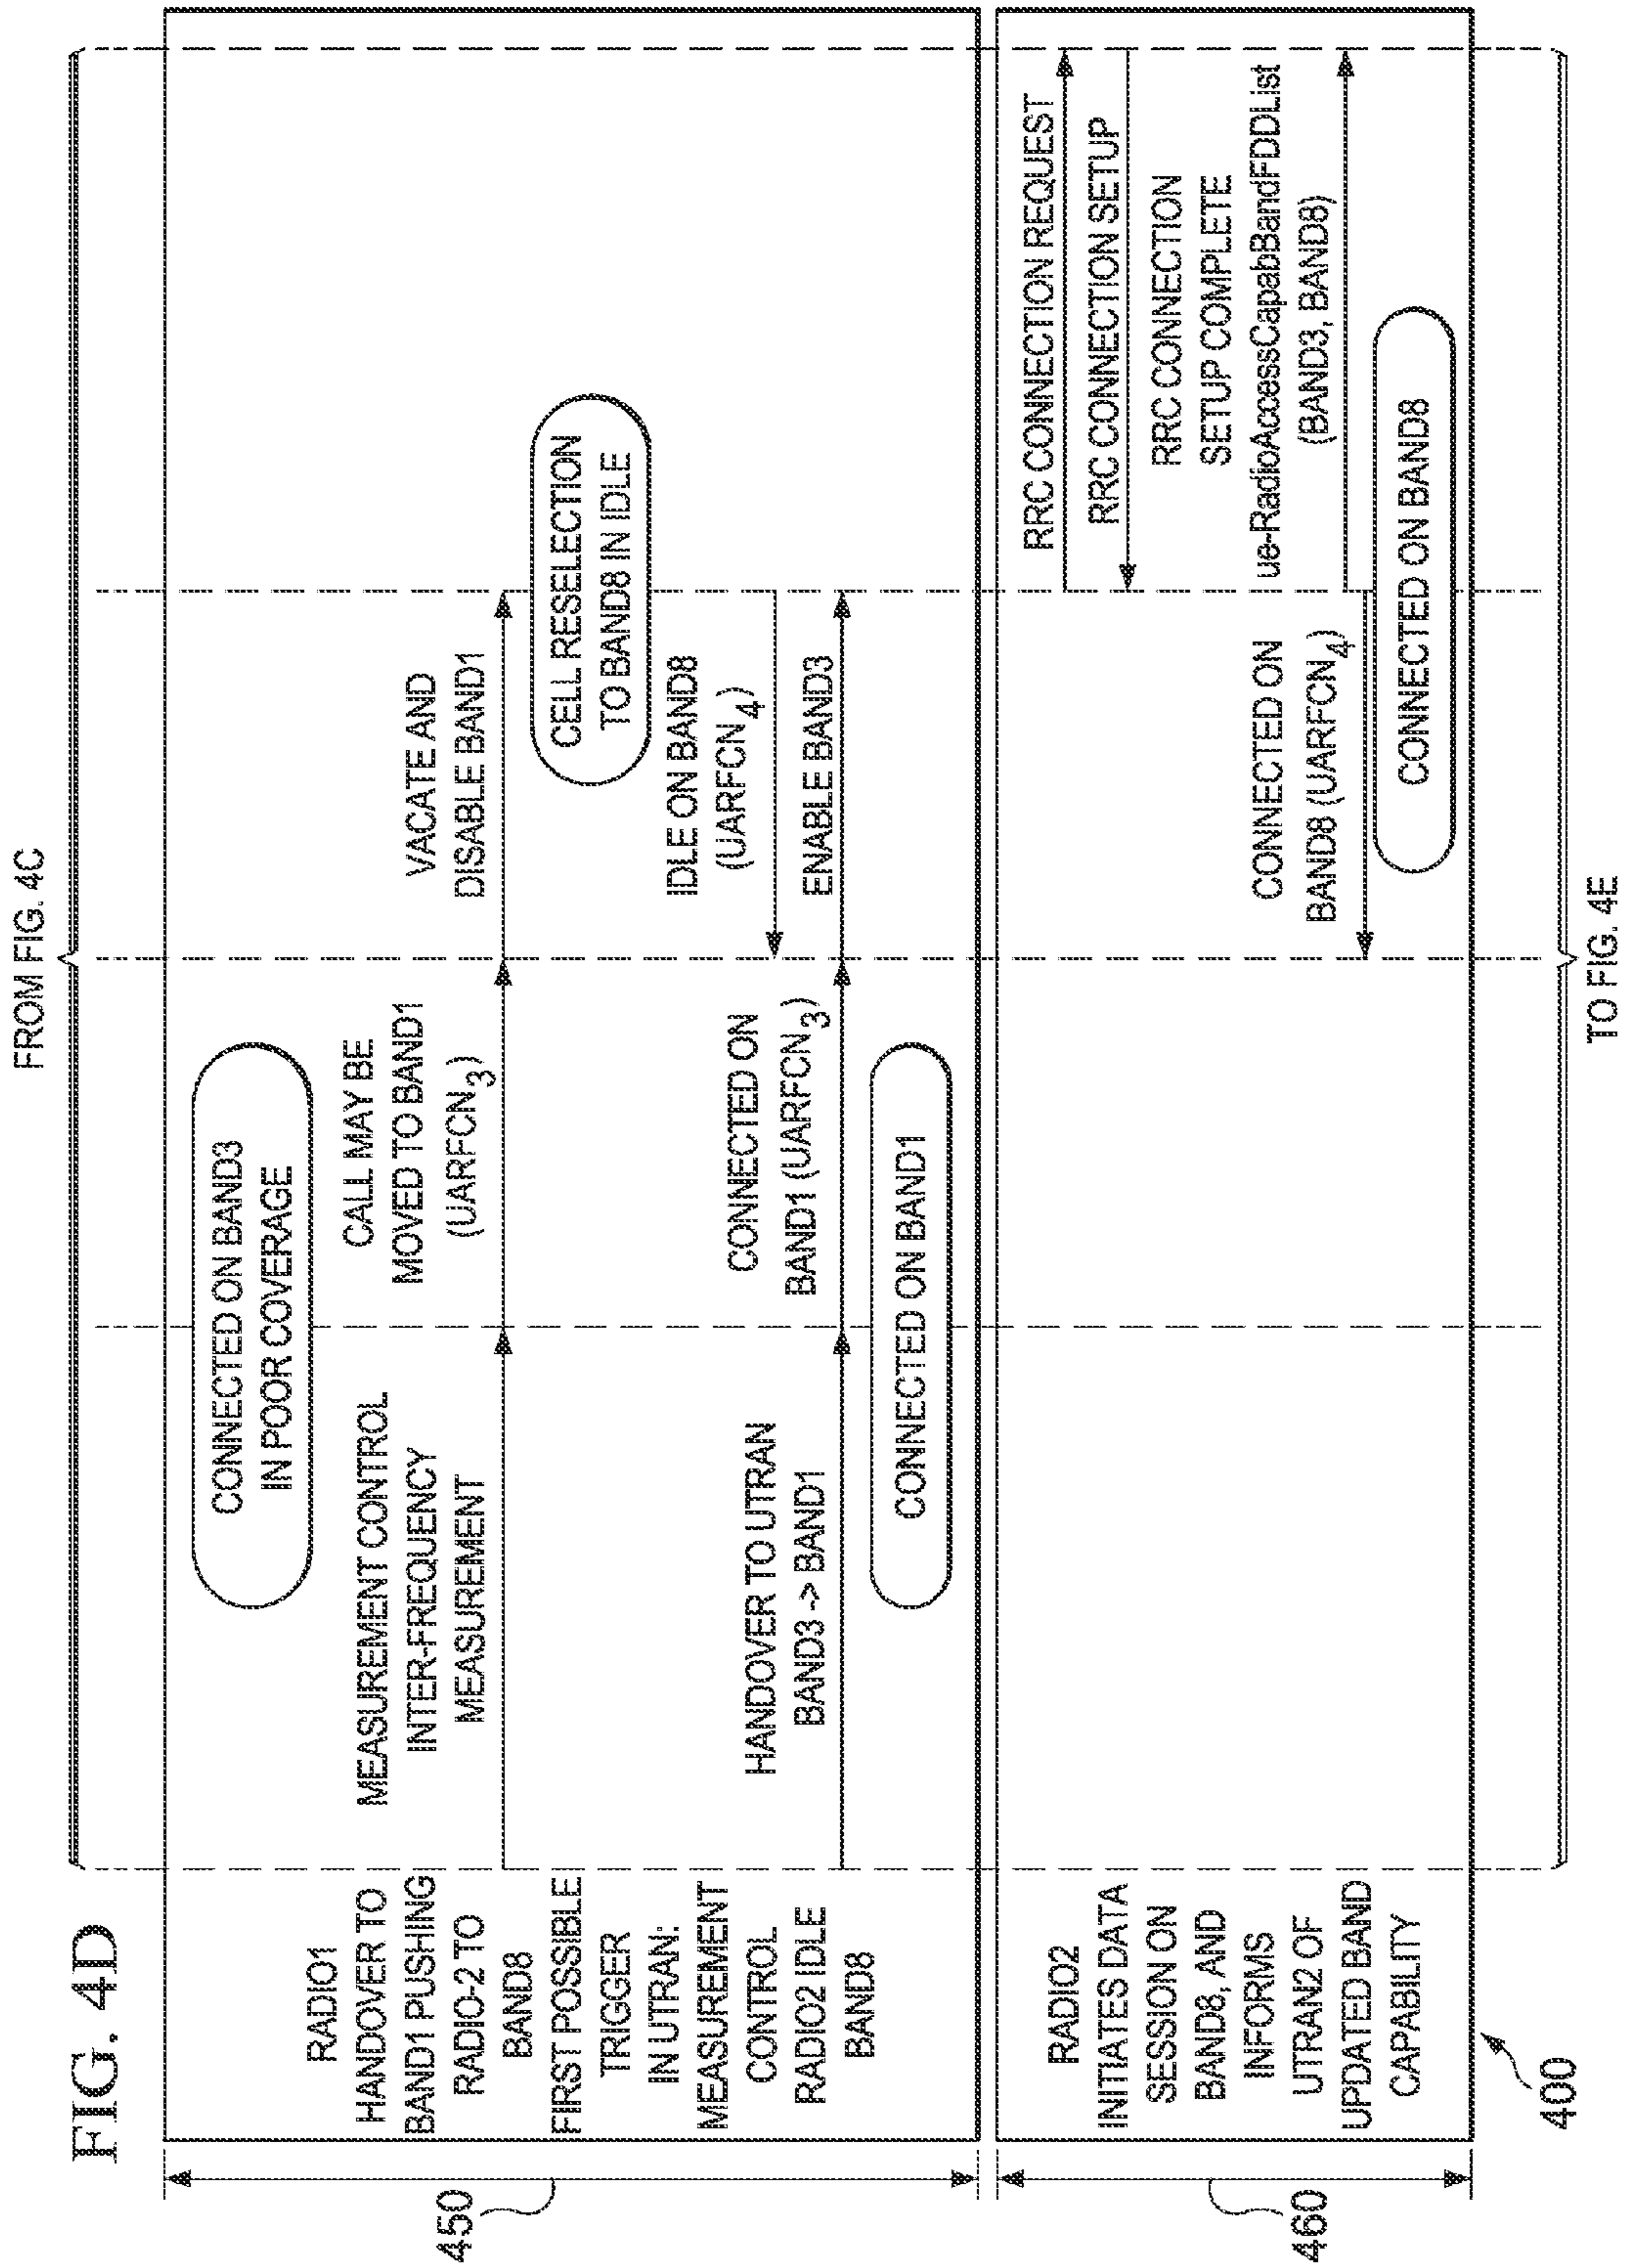 FIG. 4D
FROM FIG. 4C
450
RADIO1
HANDOVER TO
BAND1 PUSHING
RADIO-2 TO
BAND8
FIRST POSSIBLE
TRIGGER
IN UTRAN:
MEASUREMENT
CONTROL
RADIO2 IDLE
BAND8
CONNECTED ON BAND3
IN POOR COVERAGE
MEASUREMENT CONTROL
INTER-FREQUENCY
MEASUREMENT
CALL MAY BE
MOVED TO BAND1
(UARFCN3)
VACATE AND
DISABLE BAND1
CELL RESELECTION
TO BAND8 IN IDLE
IDLE ON BAND8
(UARFCN4)
HANDOVER TO UTRAN
BAND3 -> BAND1
CONNECTED ON
BAND1 (UARFCN3)
ENABLE BAND3
CONNECTED ON BAND1
460
RADIO2
INITIATES DATA
SESSION ON
BAND8, AND
INFORMS
UTRAN2 OF
UPDATED BAND
CAPABILITY
RRC CONNECTION REQUEST
RRC CONNECTION SETUP
RRC CONNECTION
SETUP COMPLETE
ue-RadioAccessCapabBandFDDList
(BAND3, BAND8)
CONNECTED ON
BAND8 (UARFCN4)
CONNECTED ON BAND8
400
TO FIG. 4E